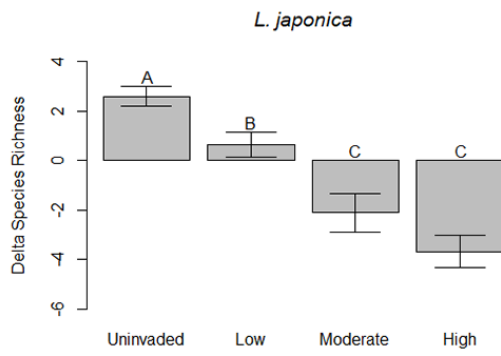 L. japonica
Delta Species Richness
4
2
0
-2
-4
-6
A
B
C
C
Uninvaded Low Moderate High